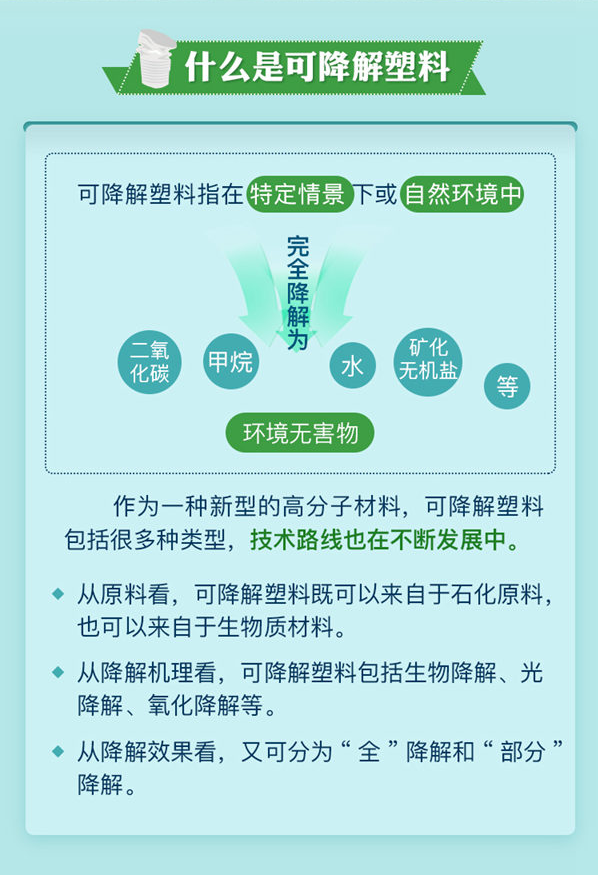 什么是可降解塑料
可降解塑料指在 特定情景 下或 自然环境中
完全降解为
二氧
化碳
甲烷
水
矿化
无机盐
等
环境无害物
作为一种新型的高分子材料，可降解塑料
包括很多种类型，技术路线也在不断发展中。
从原料看，可降解塑料既可以来自于石化原料，
也可以来自于生物质材料。
从降解机理看，可降解塑料包括生物降解、光
降解、氧化降解等。
从降解效果看，又可分为“全”降解和“部分”
降解。